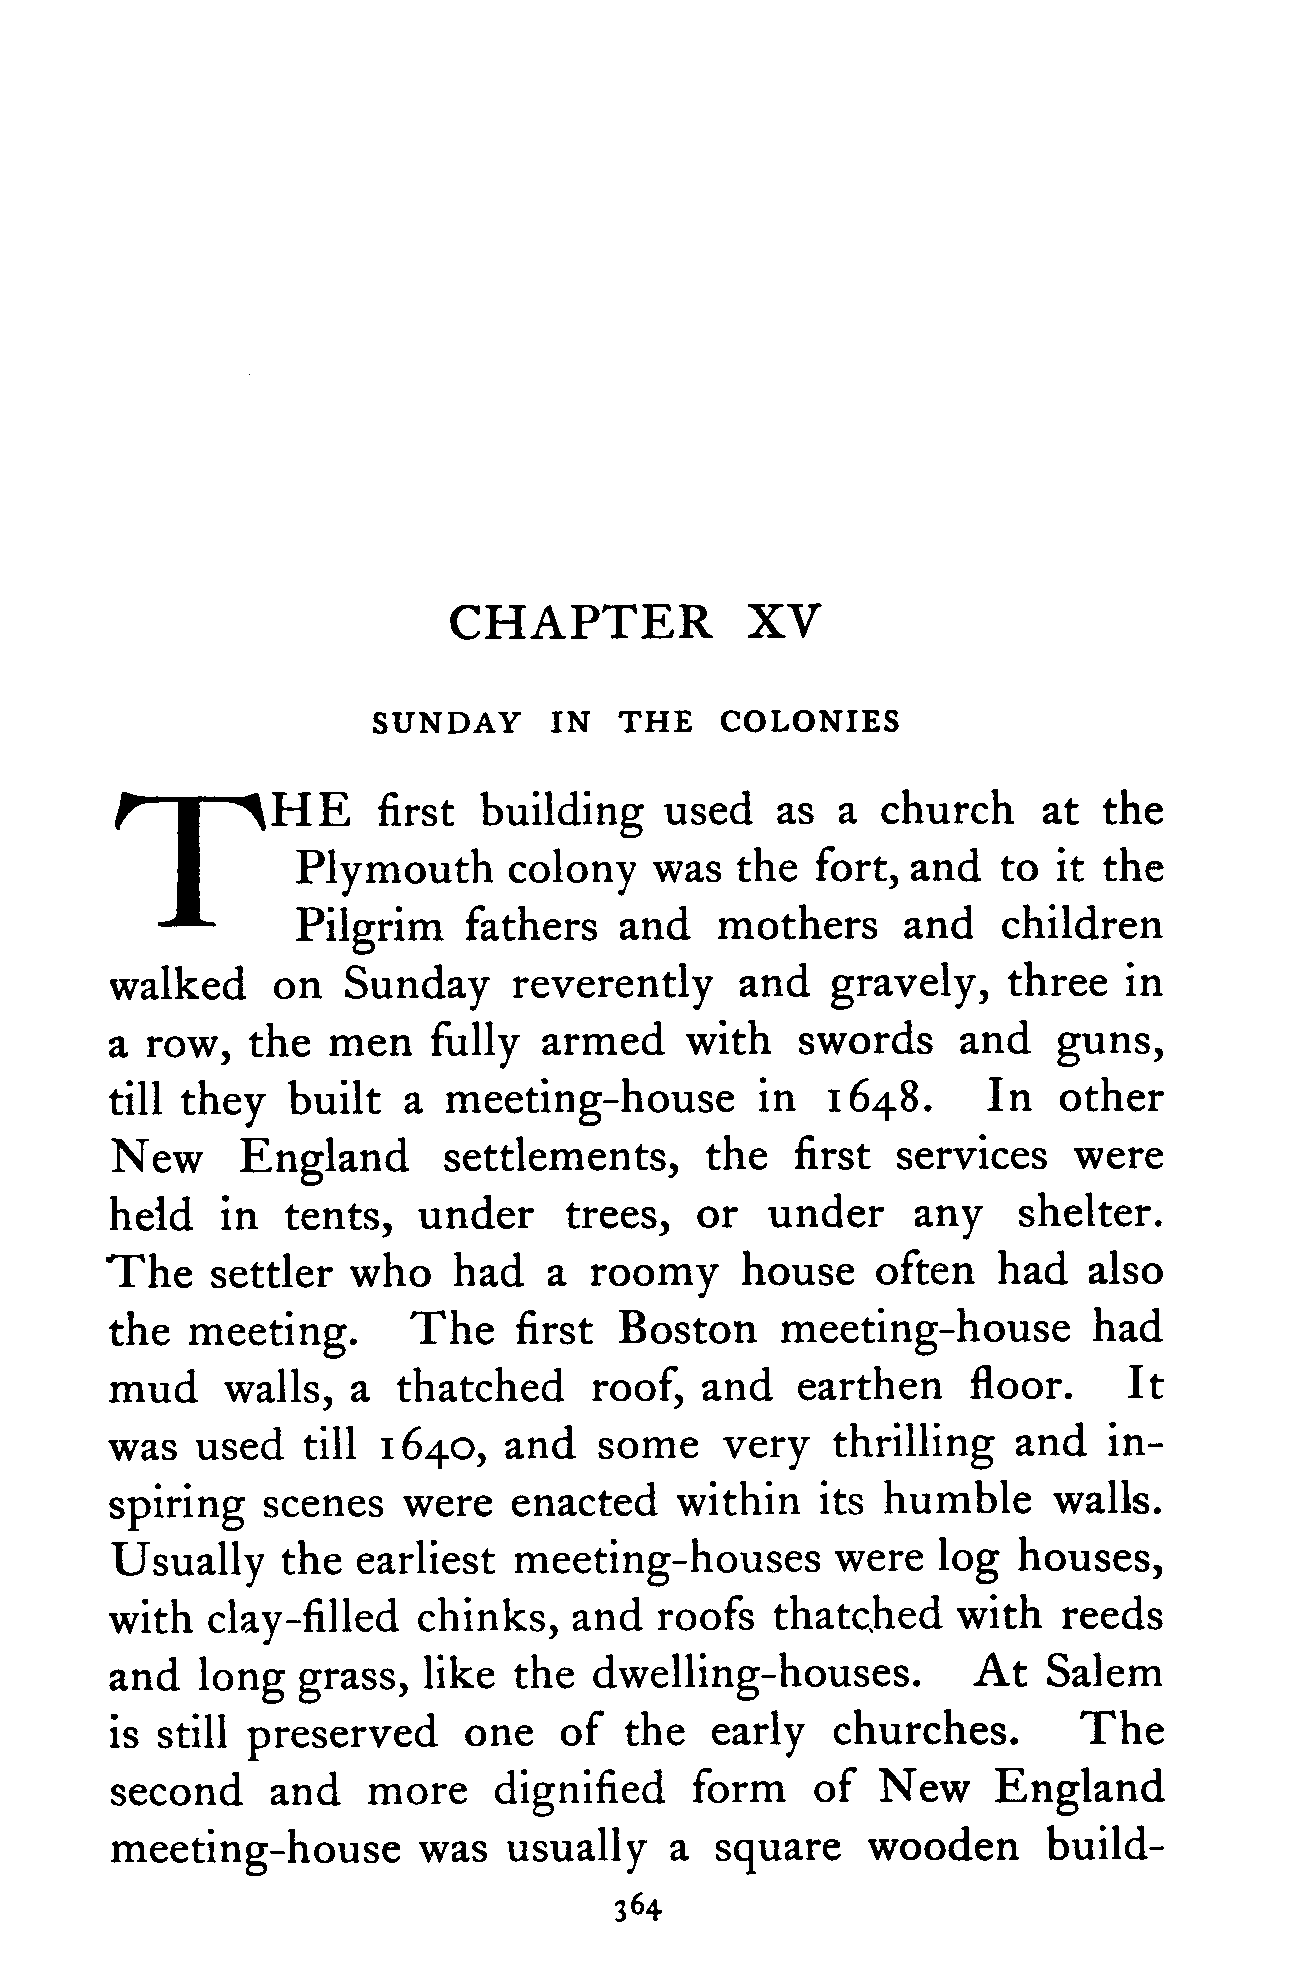 CHAPTER XV
SUNDAY IN THE COLONIES
THE first building used as a church at the
Plymouth colony was the fort, and to it the
Pilgrim fathers and mothers and children
walked on Sunday reverently and gravely, three in
a row, the men fully armed with swords and guns,
till they built a meeting-house in 1648. In other
New England settlements, the first services were
held in tents, under trees, or under any shelter.
The settler who had a roomy house often had also
the meeting. The first Boston meeting-house had
mud walls, a thatched roof, and earthen floor. It
was used till 1640, and some very thrilling and in-
spiring scenes were enacted within its humble walls.
Usually the earliest meeting-houses were log houses,
with clay-filled chinks, and roofs thatched with reeds
and long grass, like the dwelling-houses. At Salem
is still preserved one of the early churches. The
second and more dignified form of New England
meeting-house was usually a square wooden build-
364